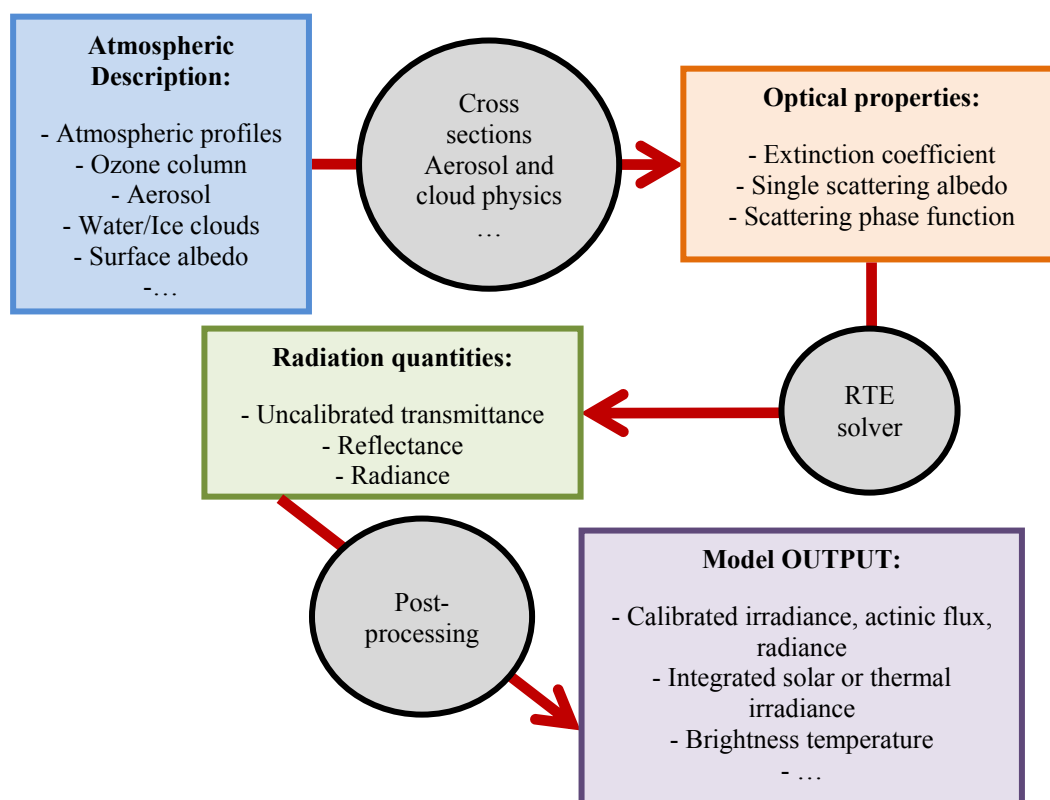 Atmospheric
Description:
- Atmospheric profiles
- Ozone column
- Aerosol
- Water/Ice clouds
- Surface albedo
-…
Cross
sections
Aerosol and
cloud physics
…
Optical properties:
- Extinction coefficient
- Single scattering albedo
- Scattering phase function
RTE
solver
Radiation quantities:
- Uncalibrated transmittance
- Reflectance
- Radiance
Post-
processing
Model OUTPUT:
- Calibrated irradiance, actinic flux,
radiance
- Integrated solar or thermal
irradiance
- Brightness temperature
- …